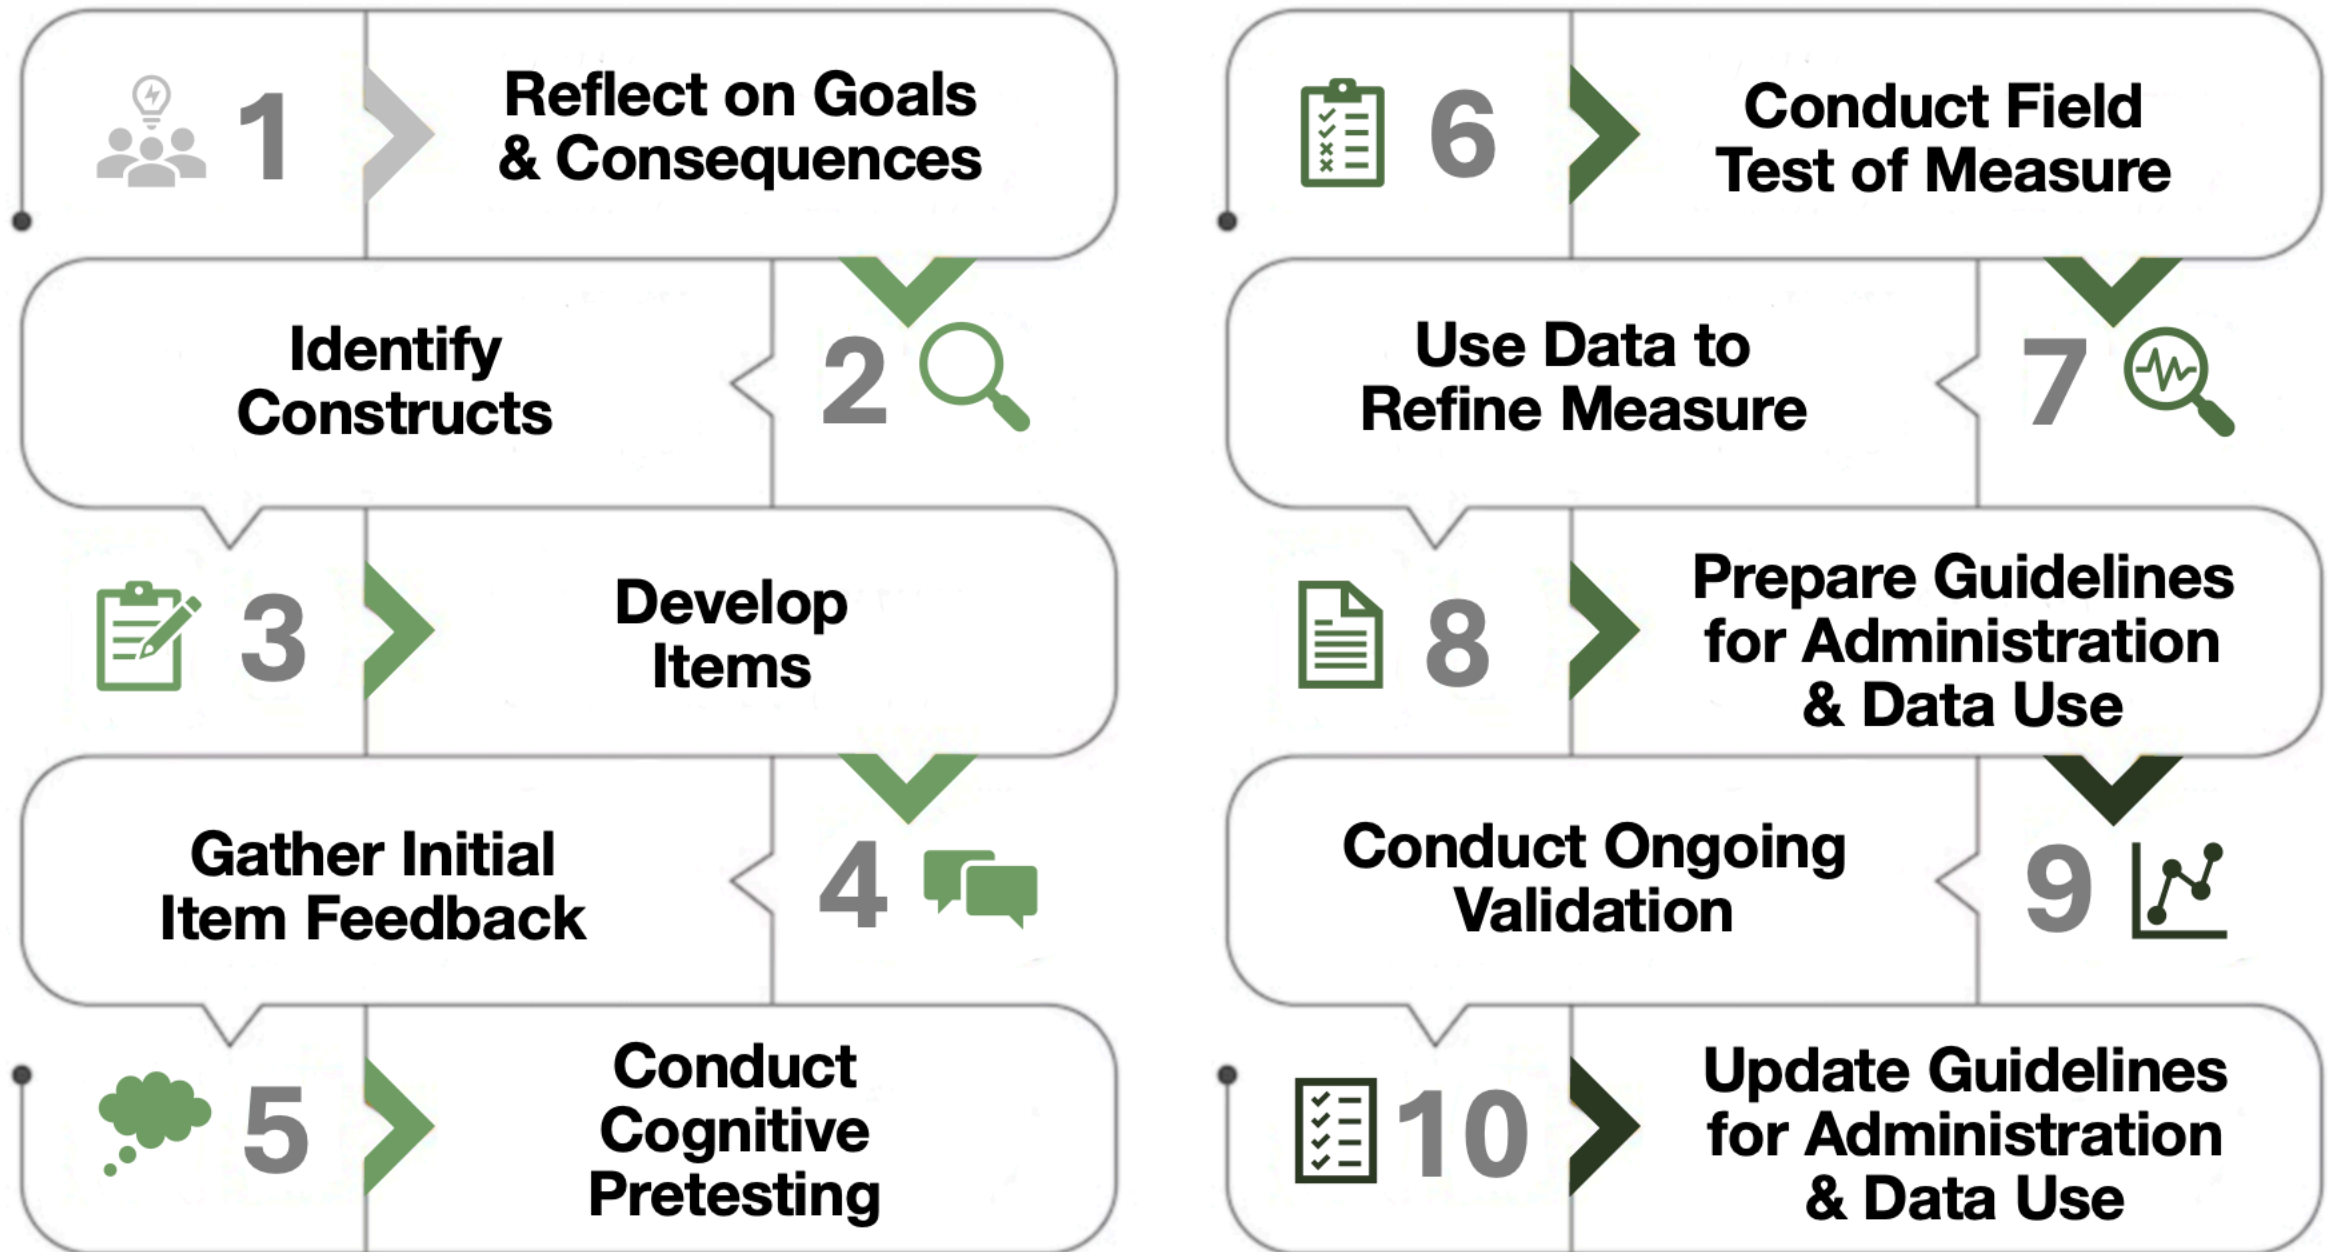 1
Reflect on Goals
& Consequences
2
Identify
Constructs
3
Develop
Items
4
Gather Initial
Item Feedback
5
Conduct
Cognitive
Pretesting
6
Conduct Field
Test of Measure
7
Use Data to
Refine Measure
8
Prepare Guidelines
for Administration
& Data Use
9
Conduct Ongoing
Validation
10
Update Guidelines
for Administration
& Data Use